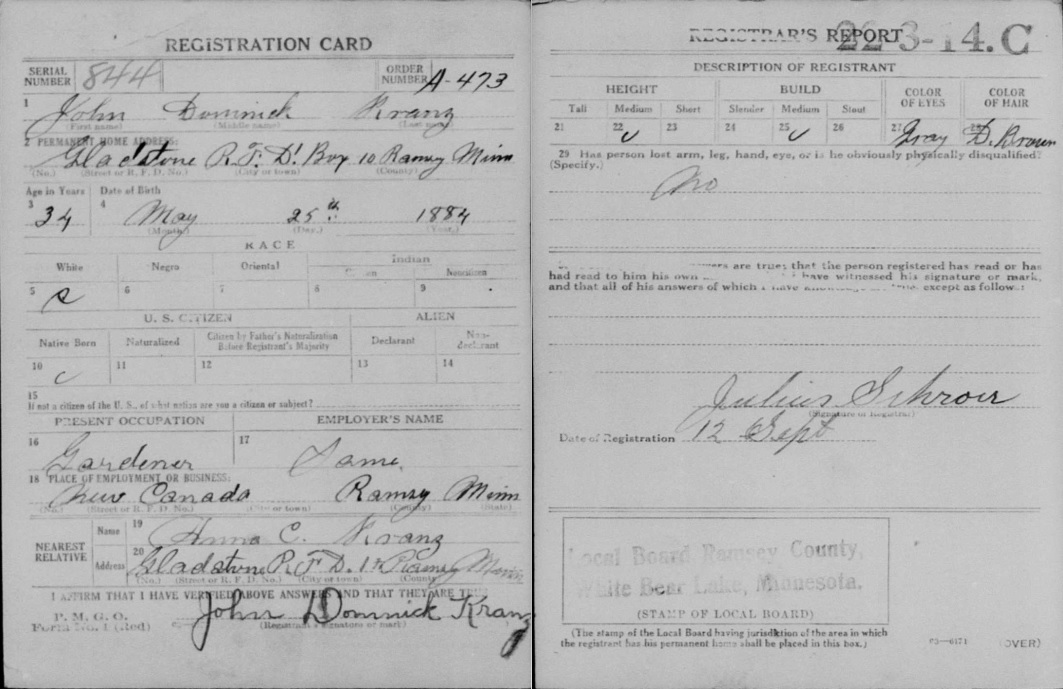 REGISTRATION CARD
SERIAL NUMBER 844 ORDER NUMBER A-473
1 John Dominick Kranz
(First name) (Middle name) (Last name)
2 PERMANENT HOME ADDRESS:
Gladstone R.F.D.1 Box 10 Ramsy Minn
(No.) (Street or R. F. D. No.) (City or town) (County)
Age in Years Date of Birth
3 34 4 May 25th 1884
(Month) (Day.) (Year.)
RACE
White Negro Oriental Indian
Citizen Noncitizen
5 6 7 8 9
U. S. CITIZEN ALIEN
Native Born Naturalized Citizen by Father's Naturalization Before Registrant's Majority Declarant Non-declarant
10 11 12 13 14
15
If not a citizen of the U. S., of what nation are you a citizen or subject?
PRESENT OCCUPATION EMPLOYER'S NAME
16 Gardener 17 Same
18 PLACE OF EMPLOYMENT OR BUSINESS:
New Canada Ramsy Minn
(No.) (Street or R. F. D. No.) (City or town) (County) (State)
NEAREST RELATIVE Name 19 Anna C. Kranz
Address 20 Gladstone R.F.D. 1 Ramsy Minn
(No.) (Street or R. F. D. No.) (City or town) (County)
I AFFIRM THAT I HAVE VERIFIED ABOVE ANSWERS AND THAT THEY ARE TRUE
P. M. G. O.
Form No. 1 (Red) John Dominick Kranz
(Registrant's signature or mark)
REGISTRAR'S REPORT 22-3-14. C
DESCRIPTION OF REGISTRANT
HEIGHT BUILD COLOR OF EYES COLOR OF HAIR
Tall Medium Short Slender Medium Stout
21 22 23 24 25 26 27 Gray 28 D. Brown
29 Has person lost arm, leg, hand, eye, or is he obviously physically disqualified?
(Specify.) No
are true; that the person registered has read or has
had read to him his own have witnessed his signature or mark,
and that all of his answers of which I have knowledge are true, except as follows:
Julius Schroer
(Signature of Registrar)
Date of Registration 12 Sept
Local Board Ramsey County,
White Bear Lake, Minnesota.
(STAMP OF LOCAL BOARD)
(The stamp of the Local Board having jurisdiction of the area in which
the registrant has his permanent home shall be placed in this box.)
03-6171 (OVER)